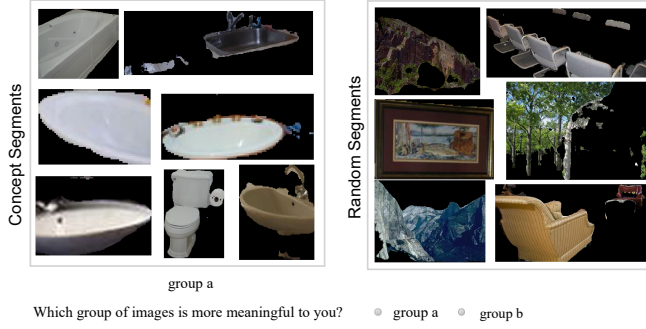 Concept Segments
Random Segments
group a
Which group of images is more meaningful to you? group a group b